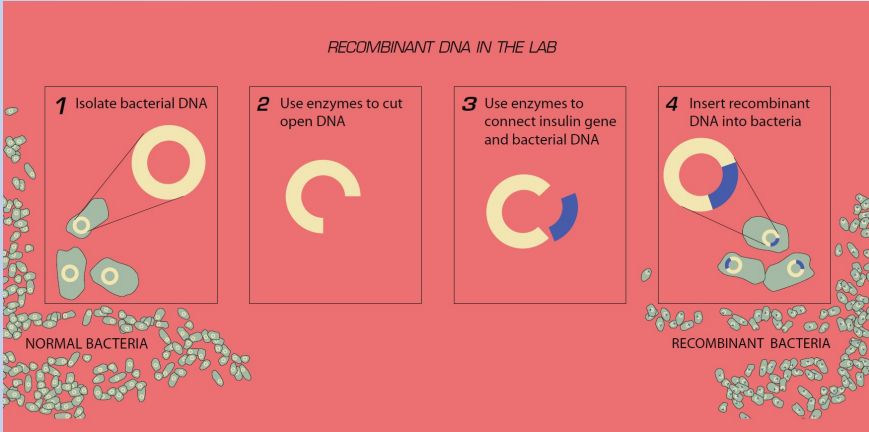 RECOMBINANT DNA IN THE LAB
1 Isolate bacterial DNA
2 Use enzymes to cut
open DNA
3 Use enzymes to
connect insulin gene
and bacterial DNA
4 Insert recombinant
DNA into bacteria
NORMAL BACTERIA
RECOMBINANT BACTERIA